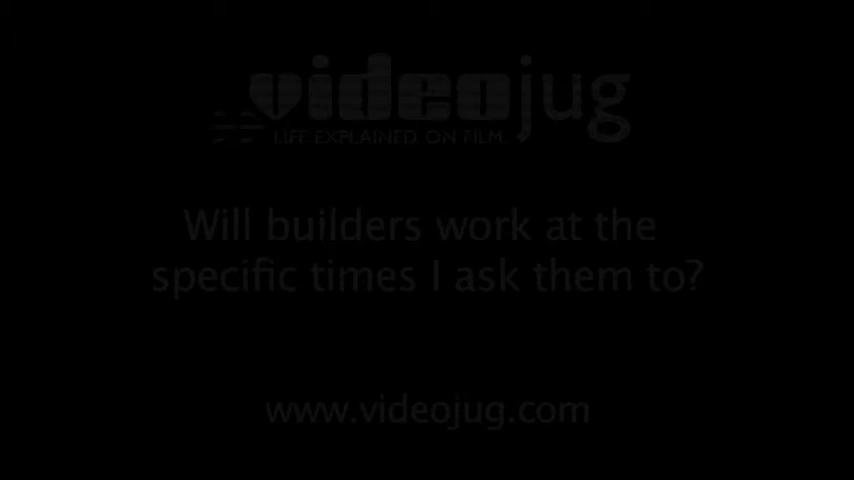 videojug
LIFE EXPLAINED. ON FILM.
Will builders work at the
specific times I ask them to?
www.videojug.com